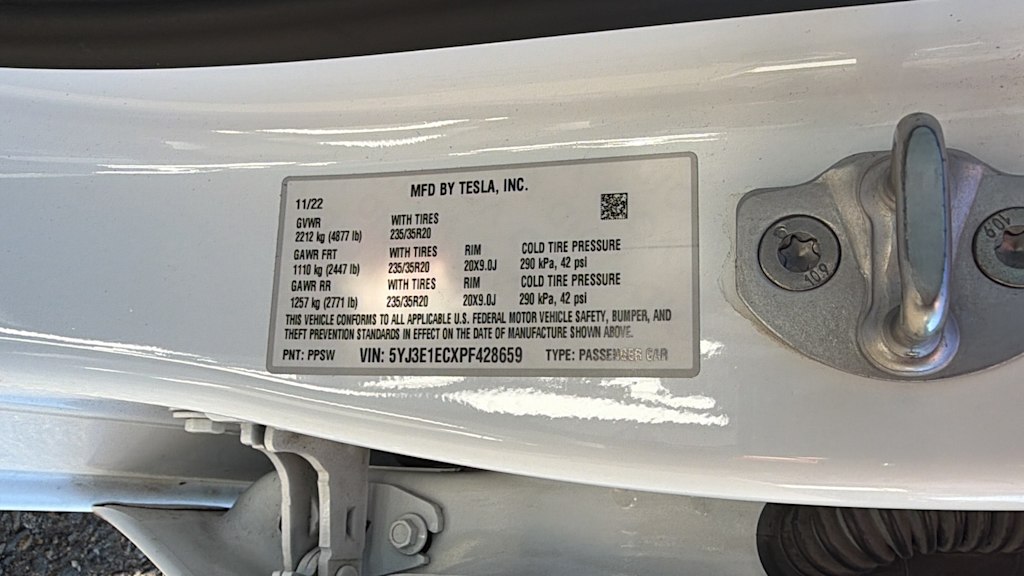 MFD BY TESLA, INC.
11/22
GVWR WITH TIRES
2212 kg (4877 lb) 235/35R20
GAWR FRT WITH TIRES RIM COLD TIRE PRESSURE
1110 kg (2447 lb) 235/35R20 20X9.0J 290 kPa, 42 psi
GAWR RR WITH TIRES RIM COLD TIRE PRESSURE
1257 kg (2771 lb) 235/35R20 20X9.0J 290 kPa, 42 psi
THIS VEHICLE CONFORMS TO ALL APPLICABLE U.S. FEDERAL MOTOR VEHICLE SAFETY, BUMPER, AND
THEFT PREVENTION STANDARDS IN EFFECT ON THE DATE OF MANUFACTURE SHOWN ABOVE.
PNT: PPSW VIN: 5YJ3E1ECXPF428659 TYPE: PASSENGER CAR
10.9
10.9